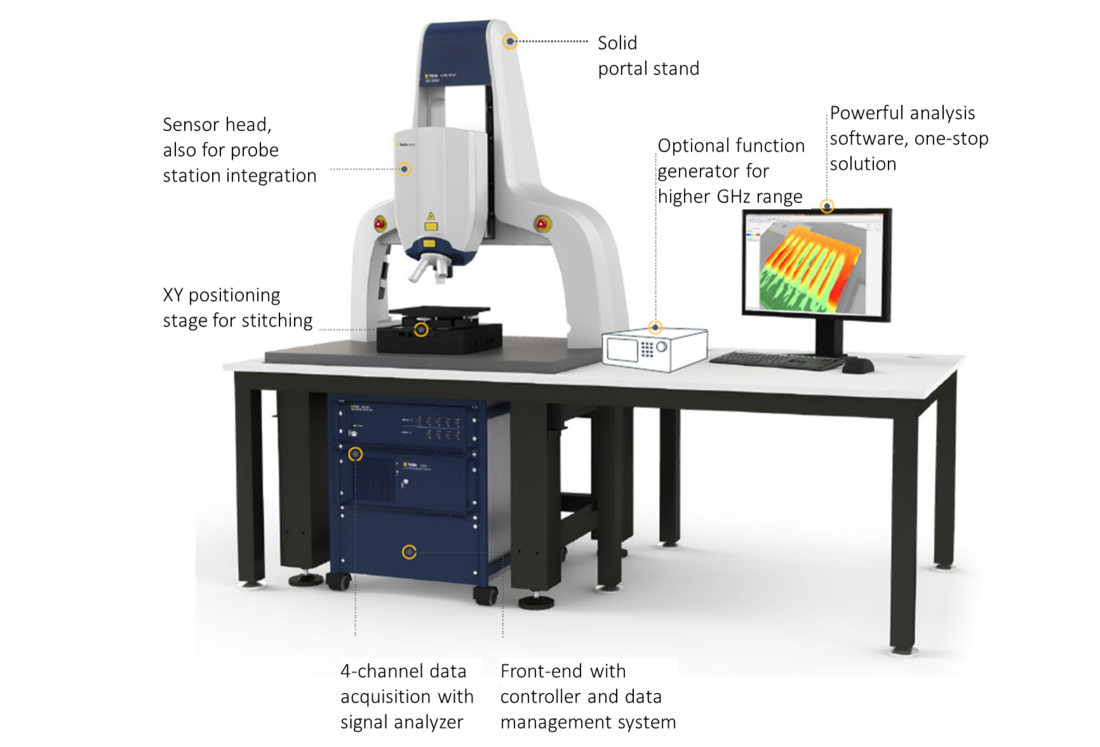 Solid
portal stand
Sensor head,
also for probe
station integration
Powerful analysis
software, one-stop
solution
Optional function
generator for
higher GHz range
XY positioning
stage for stitching
4-channel data
acquisition with
signal analyzer
Front-end with
controller and data
management system